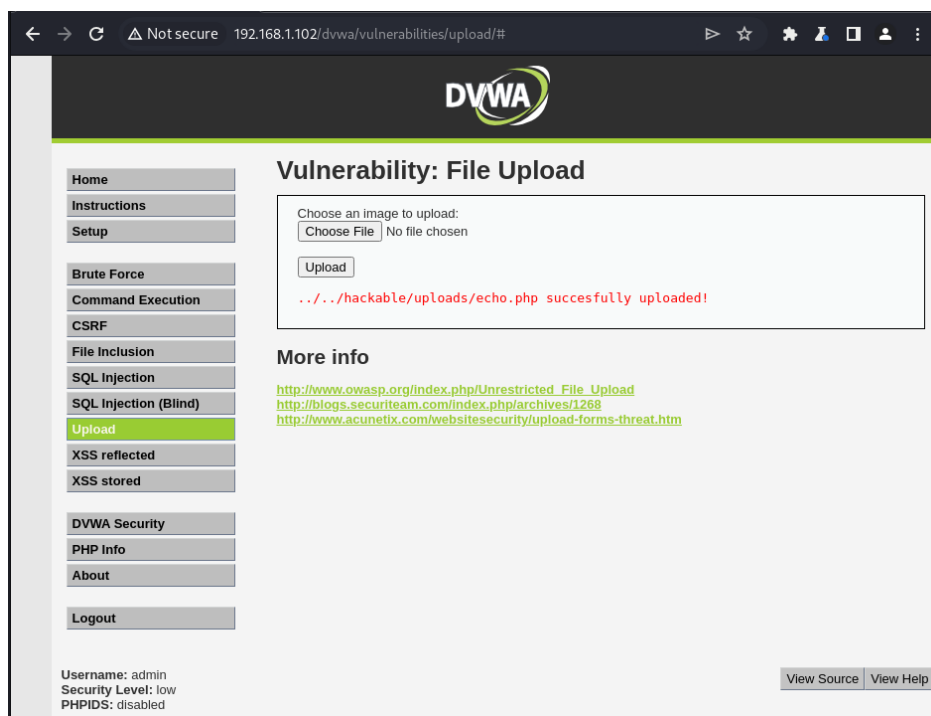 Not secure 192.168.1.102/dvwa/vulnerabilities/upload/#
DVWA
Home
Instructions
Setup
Brute Force
Command Execution
CSRF
File Inclusion
SQL Injection
SQL Injection (Blind)
Upload
XSS reflected
XSS stored
DVWA Security
PHP Info
About
Logout
Vulnerability: File Upload
Choose an image to upload:
Choose File No file chosen
Upload
../../hackable/uploads/echo.php succesfully uploaded!
More info
http://www.owasp.org/index.php/Unrestricted_File_Upload
http://blogs.securiteam.com/index.php/archives/1268
http://www.acunetix.com/websitesecurity/upload-forms-threat.htm
Username: admin
Security Level: low
PHPIDS: disabled
View Source View Help